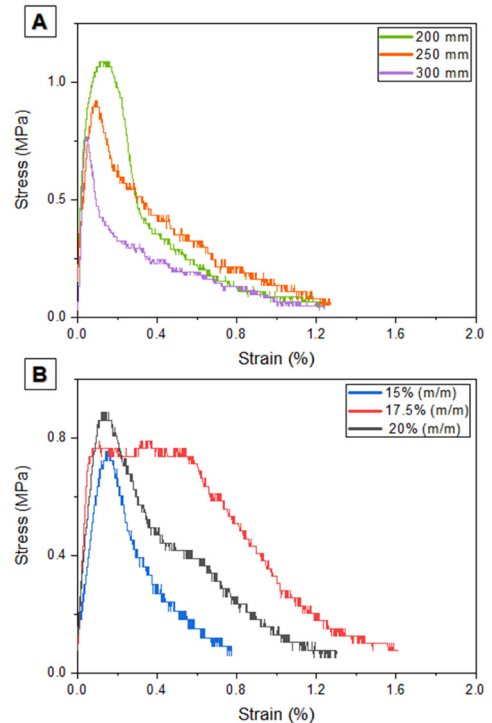 A
200 mm
250 mm
300 mm
Stress (MPa)
1.0
0.5
0.0
0.0 0.4 0.8 1.2 1.6 2.0
Strain (%)
B
15% (m/m)
17.5% (m/m)
20% (m/m)
Stress (MPa)
0.8
0.4
0.0
0.0 0.4 0.8 1.2 1.6 2.0
Strain (%)